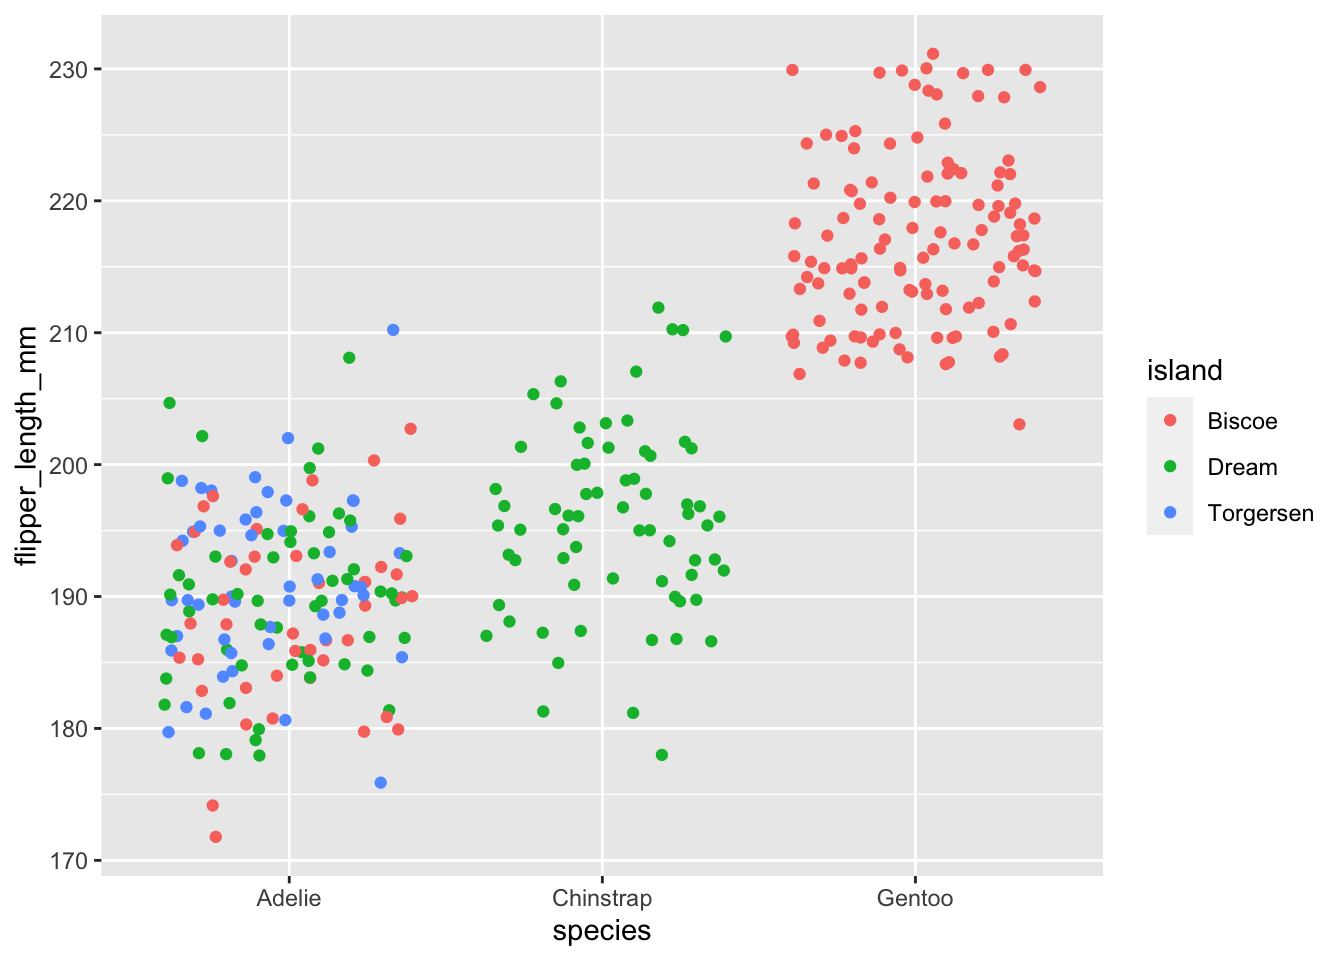 230
220
210
200
190
180
170
flipper_length_mm
Adelie
Chinstrap
Gentoo
species
island
Biscoe
Dream
Torgersen